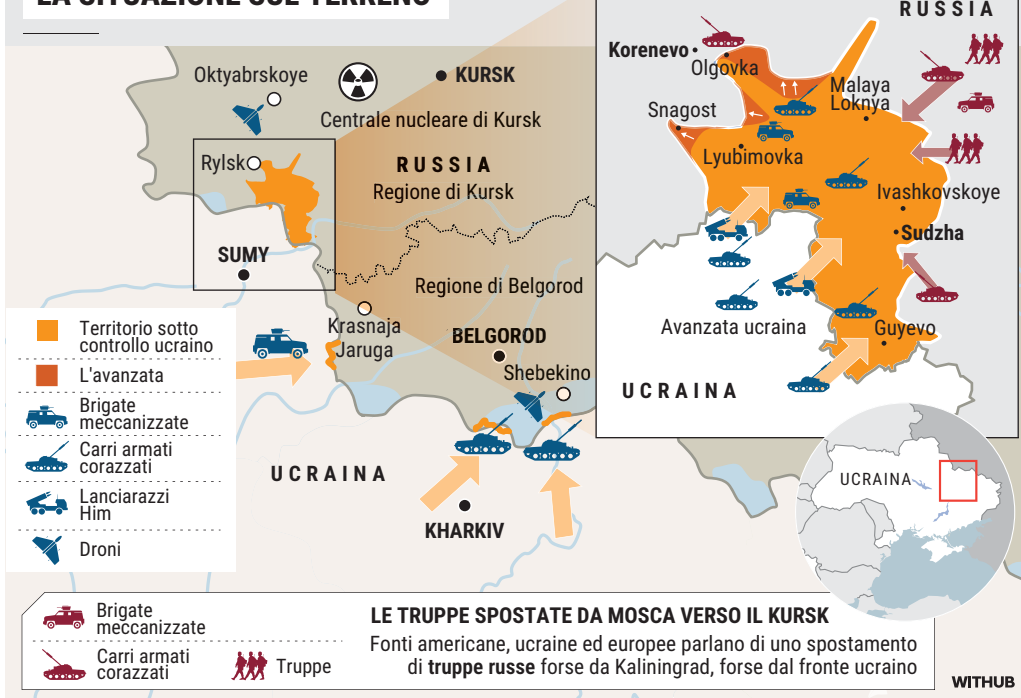 LA SITUAZIONE SUL TERRENO
Oktyabrskoye
KURSK
Centrale nucleare di Kursk
Rylsk
RUSSIA
Regione di Kursk
SUMY
Regione di Belgorod
Krasnaja
Jaruga
BELGOROD
Shebekino
UCRAINA
KHARKIV
RUSSIA
Korenevo
Olgovka
Malaya
Loknya
Snagost
Lyubimovka
Ivashkovskoye
Sudzha
Avanzata ucraina
Guyevo
UCRAINA
UCRAINA
Territorio sotto
controllo ucraino
L'avanzata
Brigate
meccanizzate
Carri armati
corazzati
Lanciarazzi
Him
Droni
Brigate
meccanizzate
Carri armati
corazzati
Truppe
LE TRUPPE SPOSTATE DA MOSCA VERSO IL KURSK
Fonti americane, ucraine ed europee parlano di uno spostamento
di truppe russe forse da Kaliningrad, forse dal fronte ucraino
WITHUB